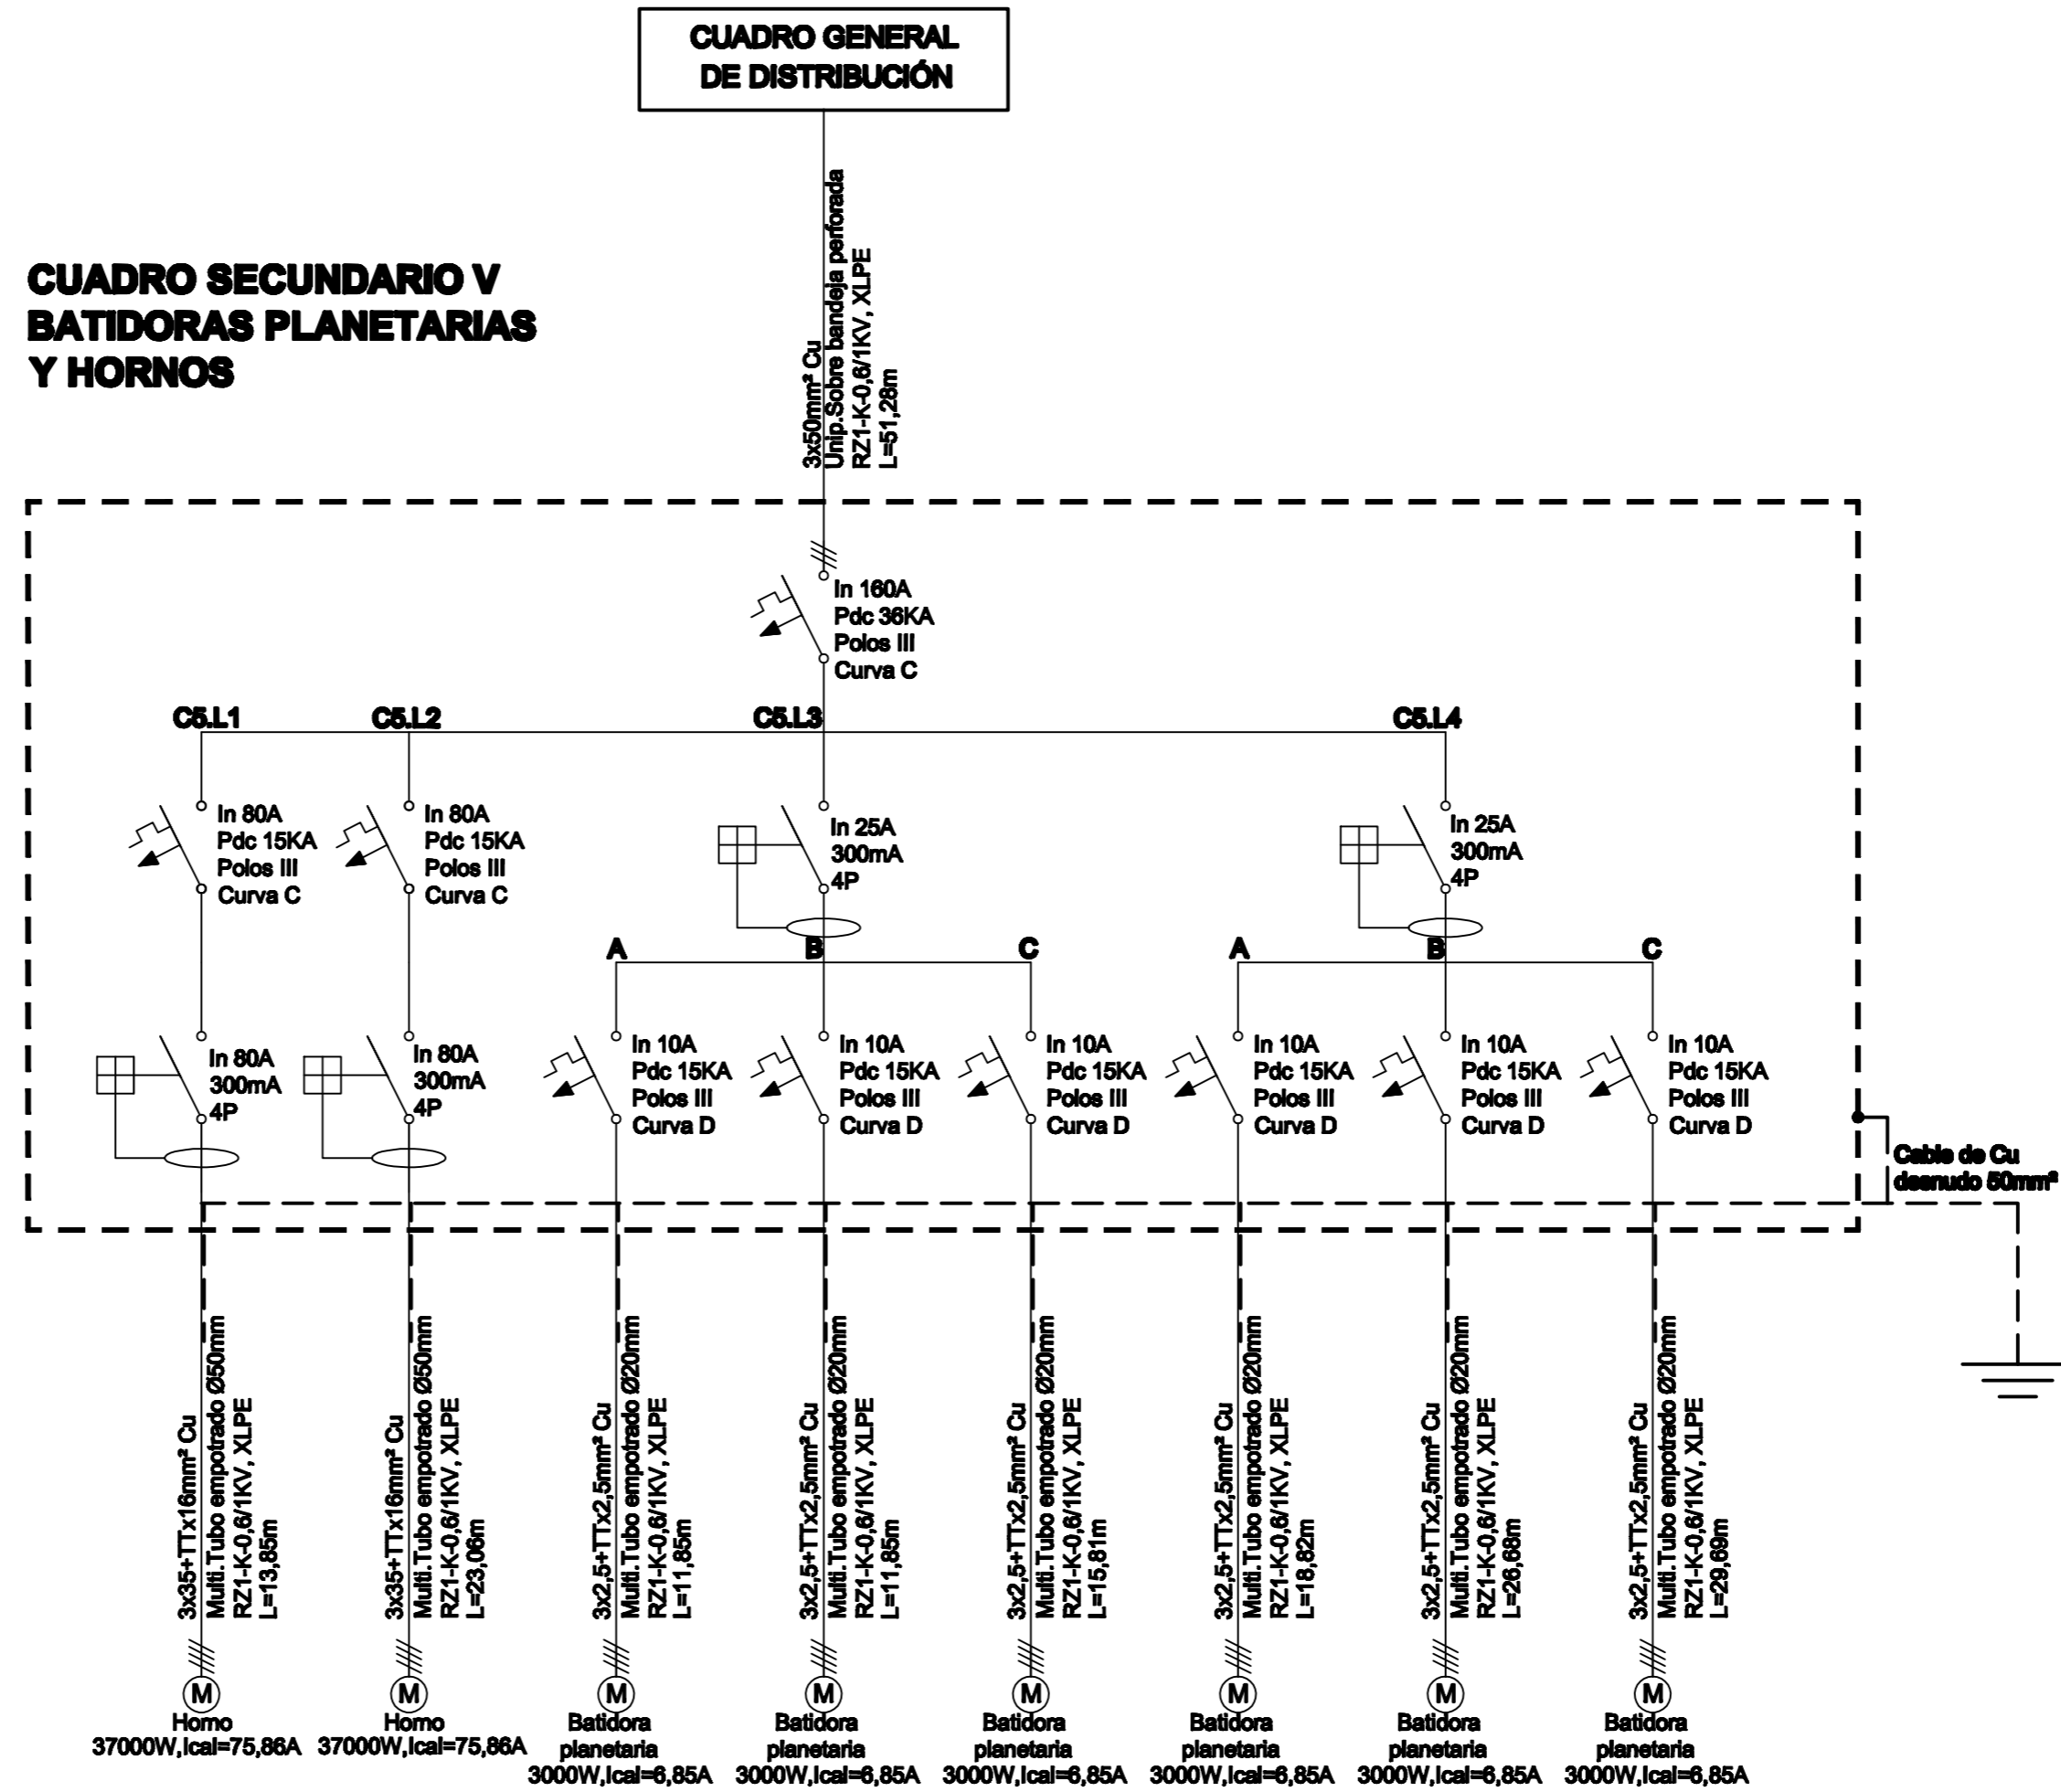 CUADRO GENERAL
DE DISTRIBUCIÓN
CUADRO SECUNDARIO V
BATIDORAS PLANETARIAS
Y HORNOS
3x50mm² Cu
Unip.Sobre bandeja perforada
RZ1-K-0,6/1KV, XLPE
L=51,28m
In 160A
Pdc 36KA
Polos III
Curva C
C5.L1
C5.L2
C5.L3
C5.L4
In 80A
Pdc 15KA
Polos III
Curva C
In 80A
Pdc 15KA
Polos III
Curva C
In 25A
300mA
4P
In 25A
300mA
4P
A
B
C
A
B
C
In 80A
300mA
4P
In 80A
300mA
4P
In 10A
Pdc 15KA
Polos III
Curva D
In 10A
Pdc 15KA
Polos III
Curva D
In 10A
Pdc 15KA
Polos III
Curva D
In 10A
Pdc 15KA
Polos III
Curva D
In 10A
Pdc 15KA
Polos III
Curva D
In 10A
Pdc 15KA
Polos III
Curva D
Cable de Cu
desnudo 50mm²
3x35+TTx16mm² Cu
Multi.Tubo empotrado Ø50mm
RZ1-K-0,6/1KV, XLPE
L=13,85m
3x35+TTx16mm² Cu
Multi.Tubo empotrado Ø50mm
RZ1-K-0,6/1KV, XLPE
L=23,06m
3x2,5+TTx2,5mm² Cu
Multi.Tubo empotrado Ø20mm
RZ1-K-0,6/1KV, XLPE
L=11,85m
3x2,5+TTx2,5mm² Cu
Multi.Tubo empotrado Ø20mm
RZ1-K-0,6/1KV, XLPE
L=11,85m
3x2,5+TTx2,5mm² Cu
Multi.Tubo empotrado Ø20mm
RZ1-K-0,6/1KV, XLPE
L=15,81m
3x2,5+TTx2,5mm² Cu
Multi.Tubo empotrado Ø20mm
RZ1-K-0,6/1KV, XLPE
L=18,82m
3x2,5+TTx2,5mm² Cu
Multi.Tubo empotrado Ø20mm
RZ1-K-0,6/1KV, XLPE
L=26,68m
3x2,5+TTx2,5mm² Cu
Multi.Tubo empotrado Ø20mm
RZ1-K-0,6/1KV, XLPE
L=29,69m
M
Horno
37000W,Ical=75,86A
M
Horno
37000W,Ical=75,86A
M
Batidora
planetaria
3000W,Ical=6,85A
M
Batidora
planetaria
3000W,Ical=6,85A
M
Batidora
planetaria
3000W,Ical=6,85A
M
Batidora
planetaria
3000W,Ical=6,85A
M
Batidora
planetaria
3000W,Ical=6,85A
M
Batidora
planetaria
3000W,Ical=6,85A